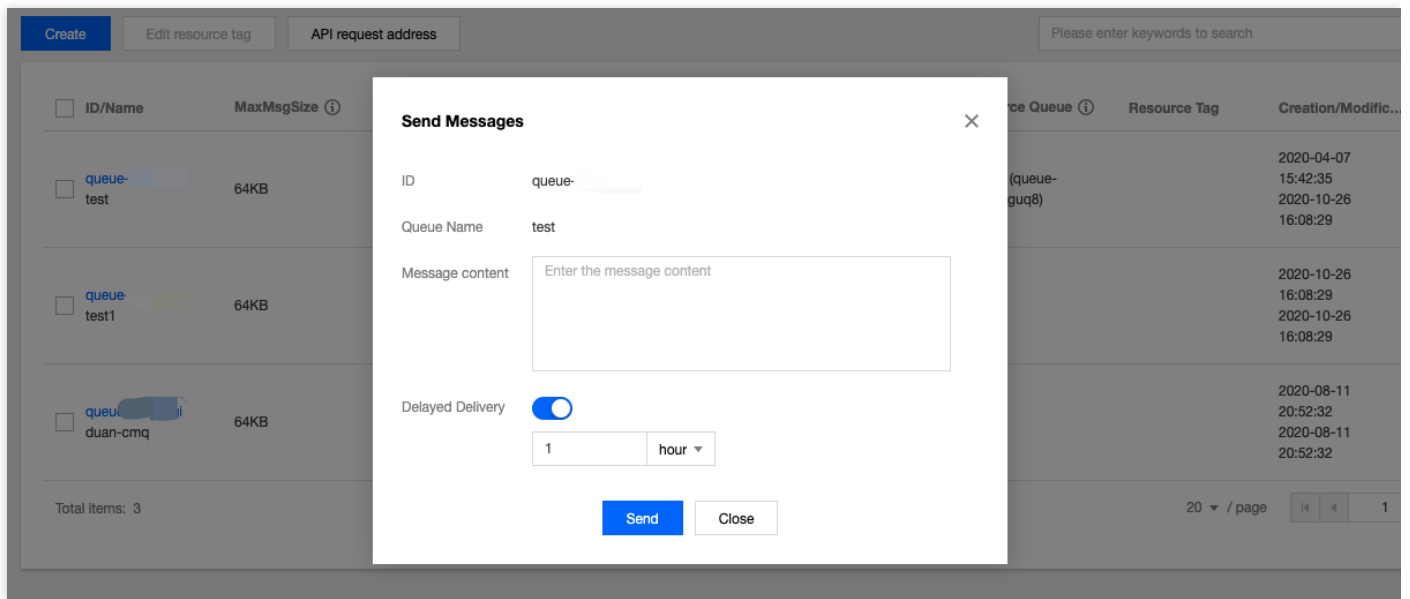 Create
Edit resource tag
API request address
Please enter keywords to search
ID/Name
MaxMsgSize
rce Queue
Resource Tag
Creation/Modific...
queue-
test
64KB
(queue-
guq8)
2020-04-07
15:42:35
2020-10-26
16:08:29
queue-
test1
64KB
2020-10-26
16:08:29
2020-10-26
16:08:29
duan-cmq
64KB
2020-08-11
20:52:32
2020-08-11
20:52:32
Total items: 3
20 / page
1
Send Messages
ID
queue-
Queue Name
test
Message content
Enter the message content
Delayed Delivery
1
hour
Send
Close